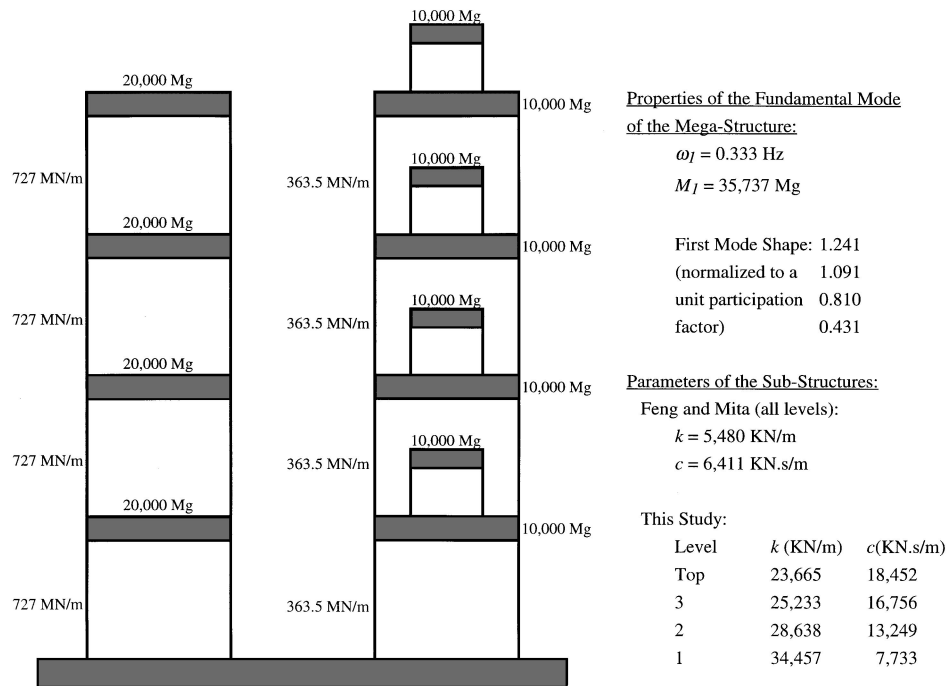 10,000 Mg
20,000 Mg
10,000 Mg
727 MN/m
10,000 Mg
363.5 MN/m
20,000 Mg
10,000 Mg
727 MN/m
10,000 Mg
363.5 MN/m
20,000 Mg
10,000 Mg
727 MN/m
10,000 Mg
363.5 MN/m
20,000 Mg
10,000 Mg
727 MN/m
363.5 MN/m
Properties of the Fundamental Mode
of the Mega-Structure:
ω1 = 0.333 Hz
M1 = 35,737 Mg
First Mode Shape: 1.241
(normalized to a 1.091
unit participation 0.810
factor) 0.431
Parameters of the Sub-Structures:
Feng and Mita (all levels):
k = 5,480 KN/m
c = 6,411 KN.s/m
This Study:
Level k (KN/m) c(KN.s/m)
Top 23,665 18,452
3 25,233 16,756
2 28,638 13,249
1 34,457 7,733